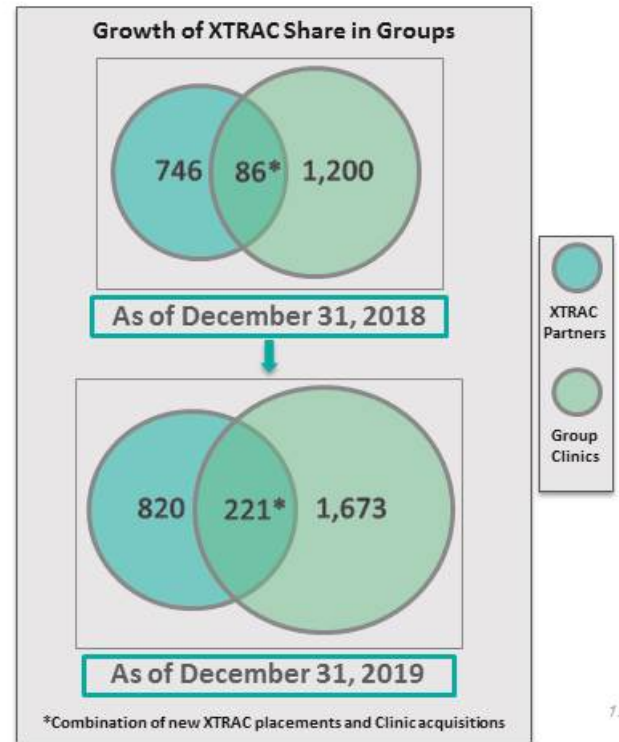 Growth of XTRAC Share in Groups
746 86* 1,200
As of December 31, 2018
820 221* 1,673
As of December 31, 2019
*Combination of new XTRAC placements and Clinic acquisitions
XTRAC
Partners
Group
Clinics